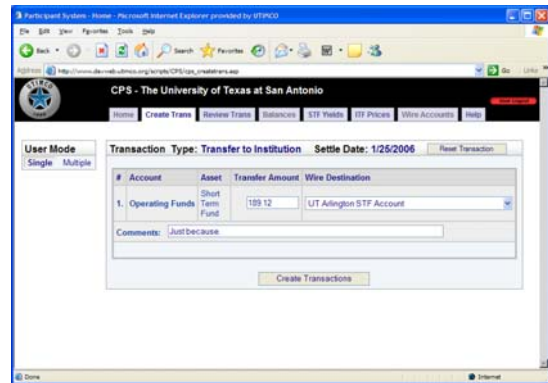 Participant System - Home - Microsoft Internet Explorer provided by UTIMCO
File Edit View Favorites Tools Help
Back Search Favorites
Address Go Links
UTIMCO
CPS - The University of Texas at San Antonio
Home Create Trans Review Trans Balances STF Yields ITF Prices Wire Accounts Help
User Mode
Single Multiple
Transaction Type: Transfer to Institution Settle Date: 1/25/2006 Reset Transaction
# Account Asset Transfer Amount Wire Destination
1. Operating Funds Short Term Fund 189.12 UT Arlington STF Account
Comments: Just because
Create Transactions
Done Internet